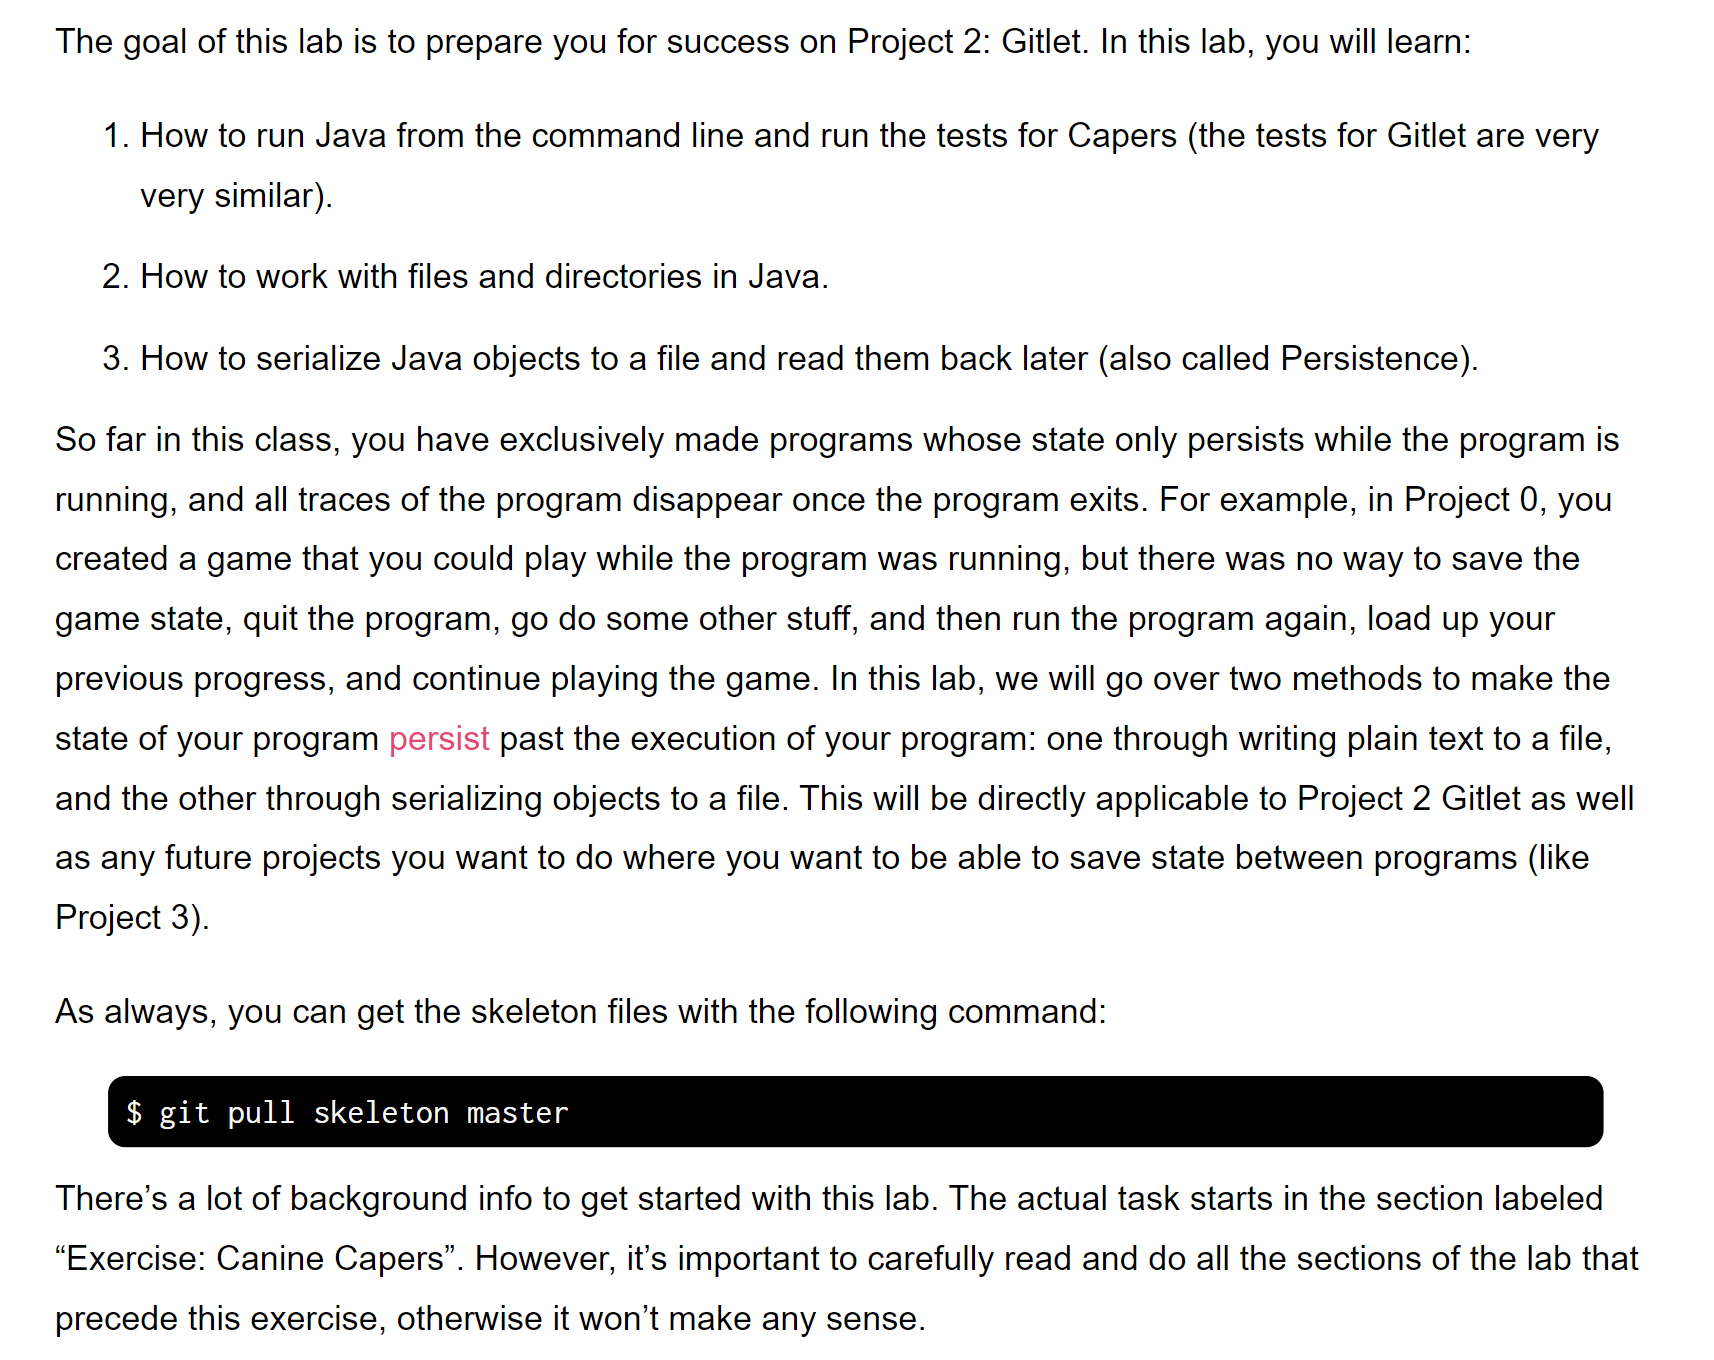 The goal of this lab is to prepare you for success on Project 2: Gitlet. In this lab, you will learn:
1. How to run Java from the command line and run the tests for Capers (the tests for Gitlet are very
very similar).
2. How to work with files and directories in Java.
3. How to serialize Java objects to a file and read them back later (also called Persistence).
So far in this class, you have exclusively made programs whose state only persists while the program is
running, and all traces of the program disappear once the program exits. For example, in Project 0, you
created a game that you could play while the program was running, but there was no way to save the
game state, quit the program, go do some other stuff, and then run the program again, load up your
previous progress, and continue playing the game. In this lab, we will go over two methods to make the
state of your program persist past the execution of your program: one through writing plain text to a file,
and the other through serializing objects to a file. This will be directly applicable to Project 2 Gitlet as well
as any future projects you want to do where you want to be able to save state between programs (like
Project 3).
As always, you can get the skeleton files with the following command:
$ git pull skeleton master
There’s a lot of background info to get started with this lab. The actual task starts in the section labeled
“Exercise: Canine Capers”. However, it’s important to carefully read and do all the sections of the lab that
precede this exercise, otherwise it won’t make any sense.